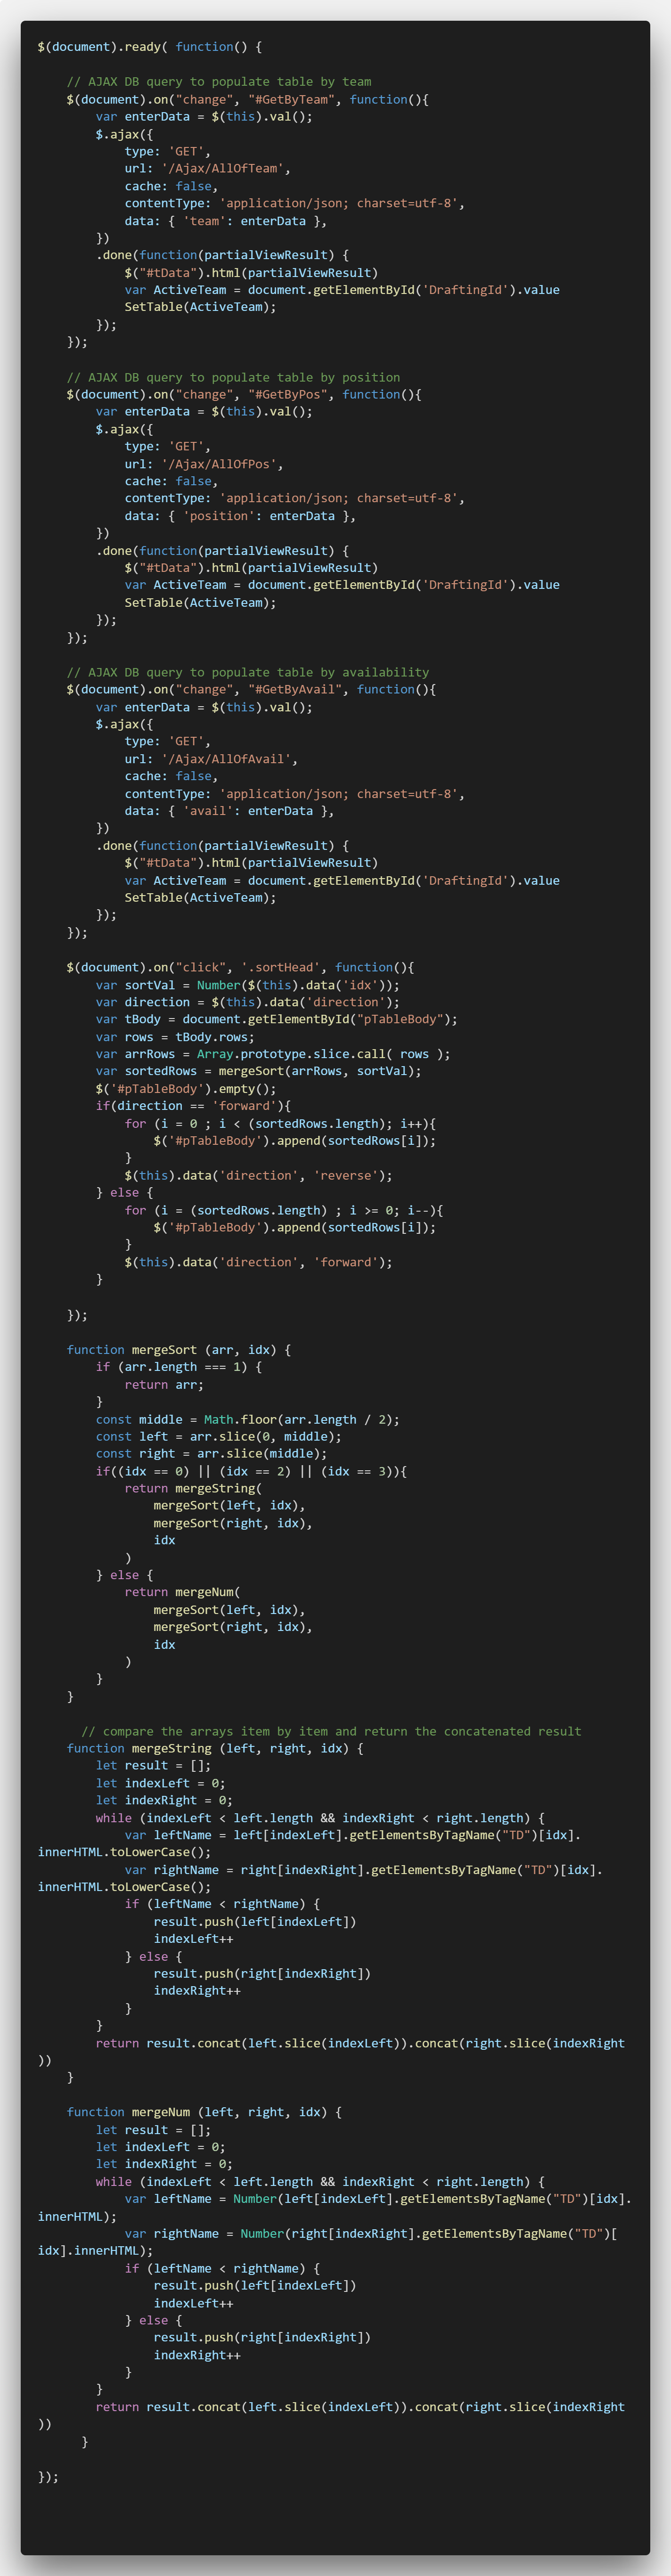 $(document).ready( function() {

    // AJAX DB query to populate table by team
    $(document).on("change", "#GetByTeam", function(){
        var enterData = $(this).val();
        $.ajax({
            type: 'GET',
            url: '/Ajax/AllOfTeam',
            cache: false,
            contentType: 'application/json; charset=utf-8',
            data: { 'team': enterData },
        })
        .done(function(partialViewResult) {
            $("#tData").html(partialViewResult)
            var ActiveTeam = document.getElementById('DraftingId').value
            SetTable(ActiveTeam);
        });
    });

    // AJAX DB query to populate table by position
    $(document).on("change", "#GetByPos", function(){
        var enterData = $(this).val();
        $.ajax({
            type: 'GET',
            url: '/Ajax/AllOfPos',
            cache: false,
            contentType: 'application/json; charset=utf-8',
            data: { 'position': enterData },
        })
        .done(function(partialViewResult) {
            $("#tData").html(partialViewResult)
            var ActiveTeam = document.getElementById('DraftingId').value
            SetTable(ActiveTeam);
        });
    });

    // AJAX DB query to populate table by availability
    $(document).on("change", "#GetByAvail", function(){
        var enterData = $(this).val();
        $.ajax({
            type: 'GET',
            url: '/Ajax/AllOfAvail',
            cache: false,
            contentType: 'application/json; charset=utf-8',
            data: { 'avail': enterData },
        })
        .done(function(partialViewResult) {
            $("#tData").html(partialViewResult)
            var ActiveTeam = document.getElementById('DraftingId').value
            SetTable(ActiveTeam);
        });
    });

    $(document).on("click", '.sortHead', function(){
        var sortVal = Number($(this).data('idx'));
        var direction = $(this).data('direction');
        var tBody = document.getElementById("pTableBody");
        var rows = tBody.rows;
        var arrRows = Array.prototype.slice.call( rows );
        var sortedRows = mergeSort(arrRows, sortVal);
        $('#pTableBody').empty();
        if(direction == 'forward'){
            for (i = 0 ; i < (sortedRows.length); i++){
                $('#pTableBody').append(sortedRows[i]);
            }
            $(this).data('direction', 'reverse');
        } else {
            for (i = (sortedRows.length) ; i >= 0; i--){
                $('#pTableBody').append(sortedRows[i]);
            }
            $(this).data('direction', 'forward');
        }

    });

    function mergeSort (arr, idx) {
        if (arr.length === 1) {
            return arr;
        }
        const middle = Math.floor(arr.length / 2);
        const left = arr.slice(0, middle);
        const right = arr.slice(middle);
        if((idx == 0) || (idx == 2) || (idx == 3)){
            return mergeString(
                mergeSort(left, idx),
                mergeSort(right, idx),
                idx
            )
        } else {
            return mergeNum(
                mergeSort(left, idx),
                mergeSort(right, idx),
                idx
            )
        }
    }

      // compare the arrays item by item and return the concatenated result
    function mergeString (left, right, idx) {
        let result = [];
        let indexLeft = 0;
        let indexRight = 0;
        while (indexLeft < left.length && indexRight < right.length) {
            var leftName = left[indexLeft].getElementsByTagName("TD")[idx].
innerHTML.toLowerCase();
            var rightName = right[indexRight].getElementsByTagName("TD")[idx].
innerHTML.toLowerCase();
            if (leftName < rightName) {
                result.push(left[indexLeft])
                indexLeft++
            } else {
                result.push(right[indexRight])
                indexRight++
            }
        }
        return result.concat(left.slice(indexLeft)).concat(right.slice(indexRight
))
    }

    function mergeNum (left, right, idx) {
        let result = [];
        let indexLeft = 0;
        let indexRight = 0;
        while (indexLeft < left.length && indexRight < right.length) {
            var leftName = Number(left[indexLeft].getElementsByTagName("TD")[idx].
innerHTML);
            var rightName = Number(right[indexRight].getElementsByTagName("TD")[
idx].innerHTML);
            if (leftName < rightName) {
                result.push(left[indexLeft])
                indexLeft++
            } else {
                result.push(right[indexRight])
                indexRight++
            }
        }
        return result.concat(left.slice(indexLeft)).concat(right.slice(indexRight
))
      }

});